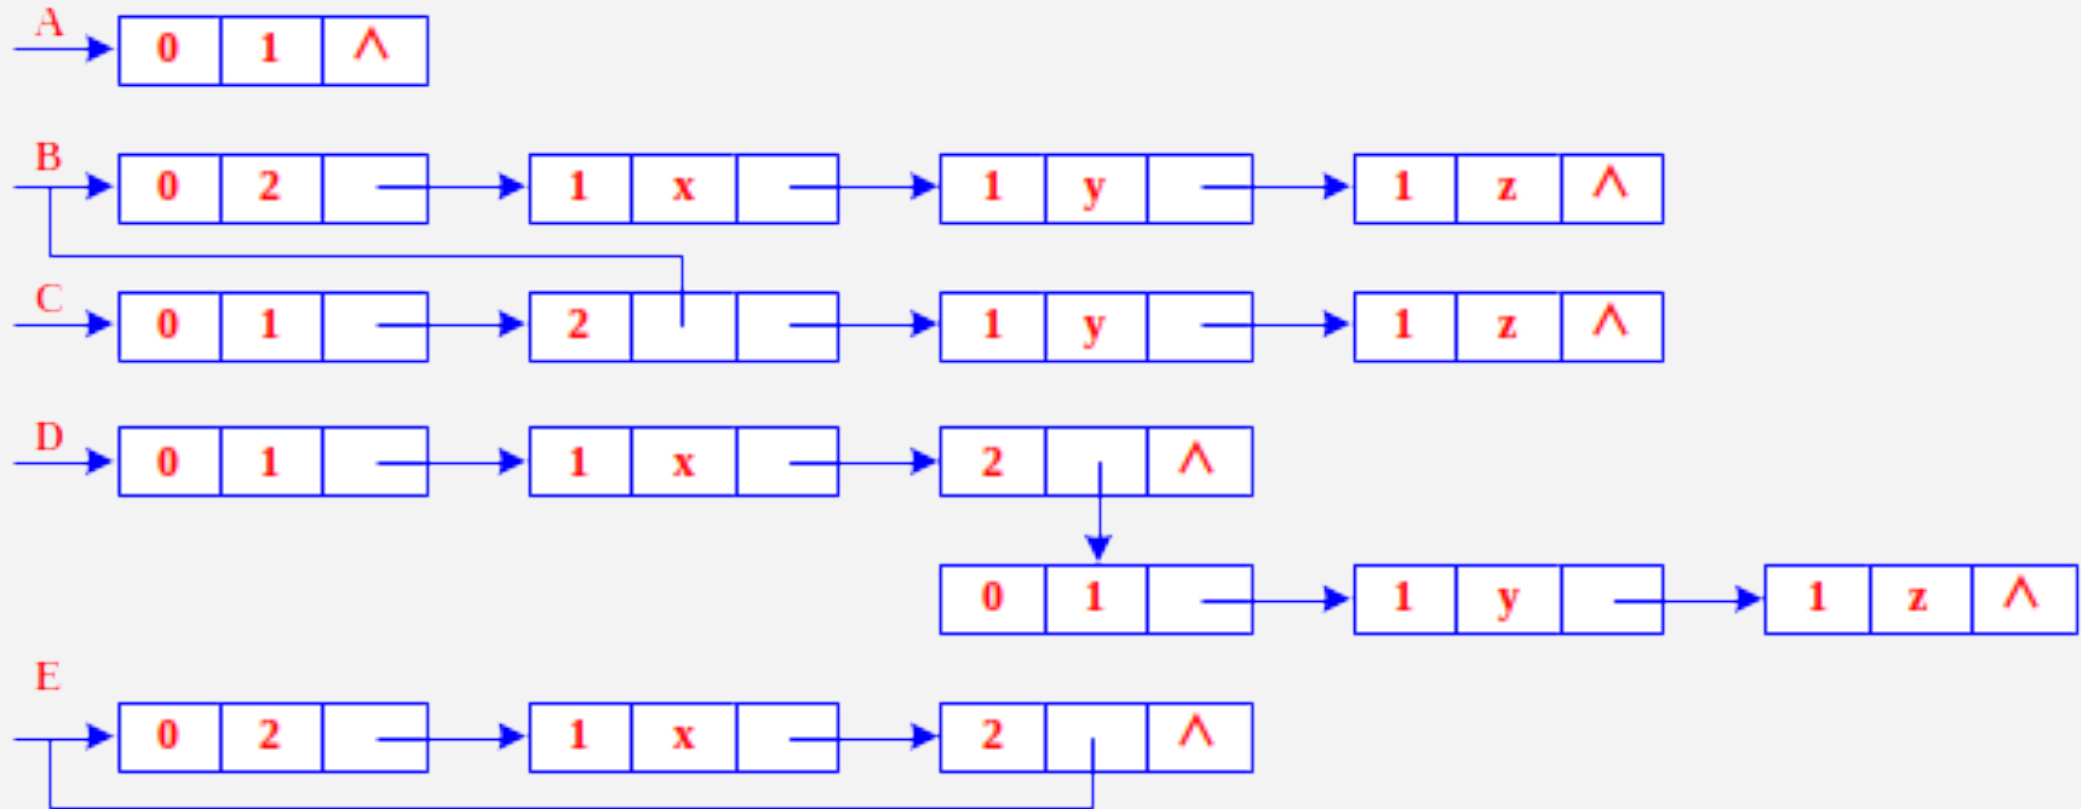 A
0 1 ∧
B
0 2 1 x 1 y 1 z ∧
C
0 1 2 1 y 1 z ∧
D
0 1 1 x 2 ∧
0 1 1 y 1 z ∧
E
0 2 1 x 2 ∧